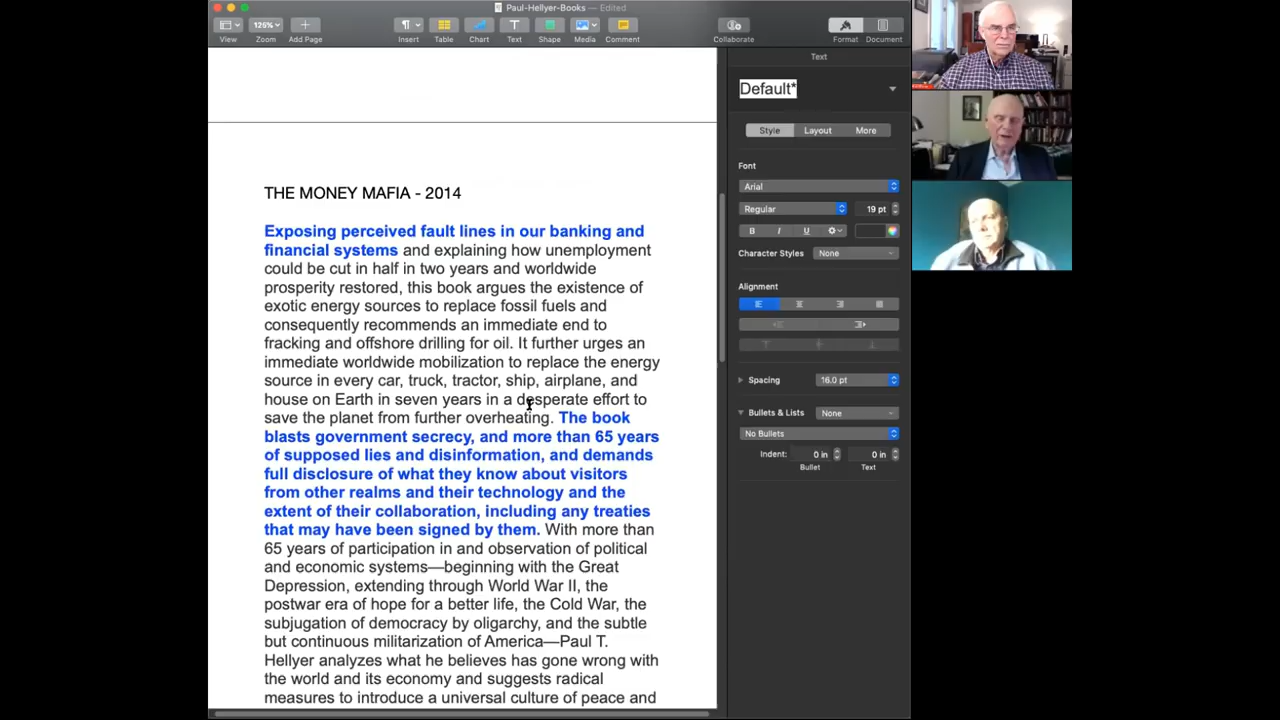 Paul-Hellyer-Books — Edited
125%
View
Zoom
Add Page
Insert
Table
Chart
Text
Shape
Media
Comment
Collaborate
Format
Document
THE MONEY MAFIA - 2014
Exposing perceived fault lines in our banking and
financial systems and explaining how unemployment
could be cut in half in two years and worldwide
prosperity restored, this book argues the existence of
exotic energy sources to replace fossil fuels and
consequently recommends an immediate end to
fracking and offshore drilling for oil. It further urges an
immediate worldwide mobilization to replace the energy
source in every car, truck, tractor, ship, airplane, and
house on Earth in seven years in a desperate effort to
save the planet from further overheating. The book
blasts government secrecy, and more than 65 years
of supposed lies and disinformation, and demands
full disclosure of what they know about visitors
from other realms and their technology and the
extent of their collaboration, including any treaties
that may have been signed by them. With more than
65 years of participation in and observation of political
and economic systems—beginning with the Great
Depression, extending through World War II, the
postwar era of hope for a better life, the Cold War, the
subjugation of democracy by oligarchy, and the subtle
but continuous militarization of America—Paul T.
Hellyer analyzes what he believes has gone wrong with
the world and its economy and suggests radical
measures to introduce a universal culture of peace and
Text
Default*
Style
Layout
More
Font
Arial
Regular
19 pt
B
I
U
Character Styles
None
Alignment
Spacing
16.0 pt
Bullets & Lists
None
No Bullets
Indent:
0 in
0 in
Bullet
Text